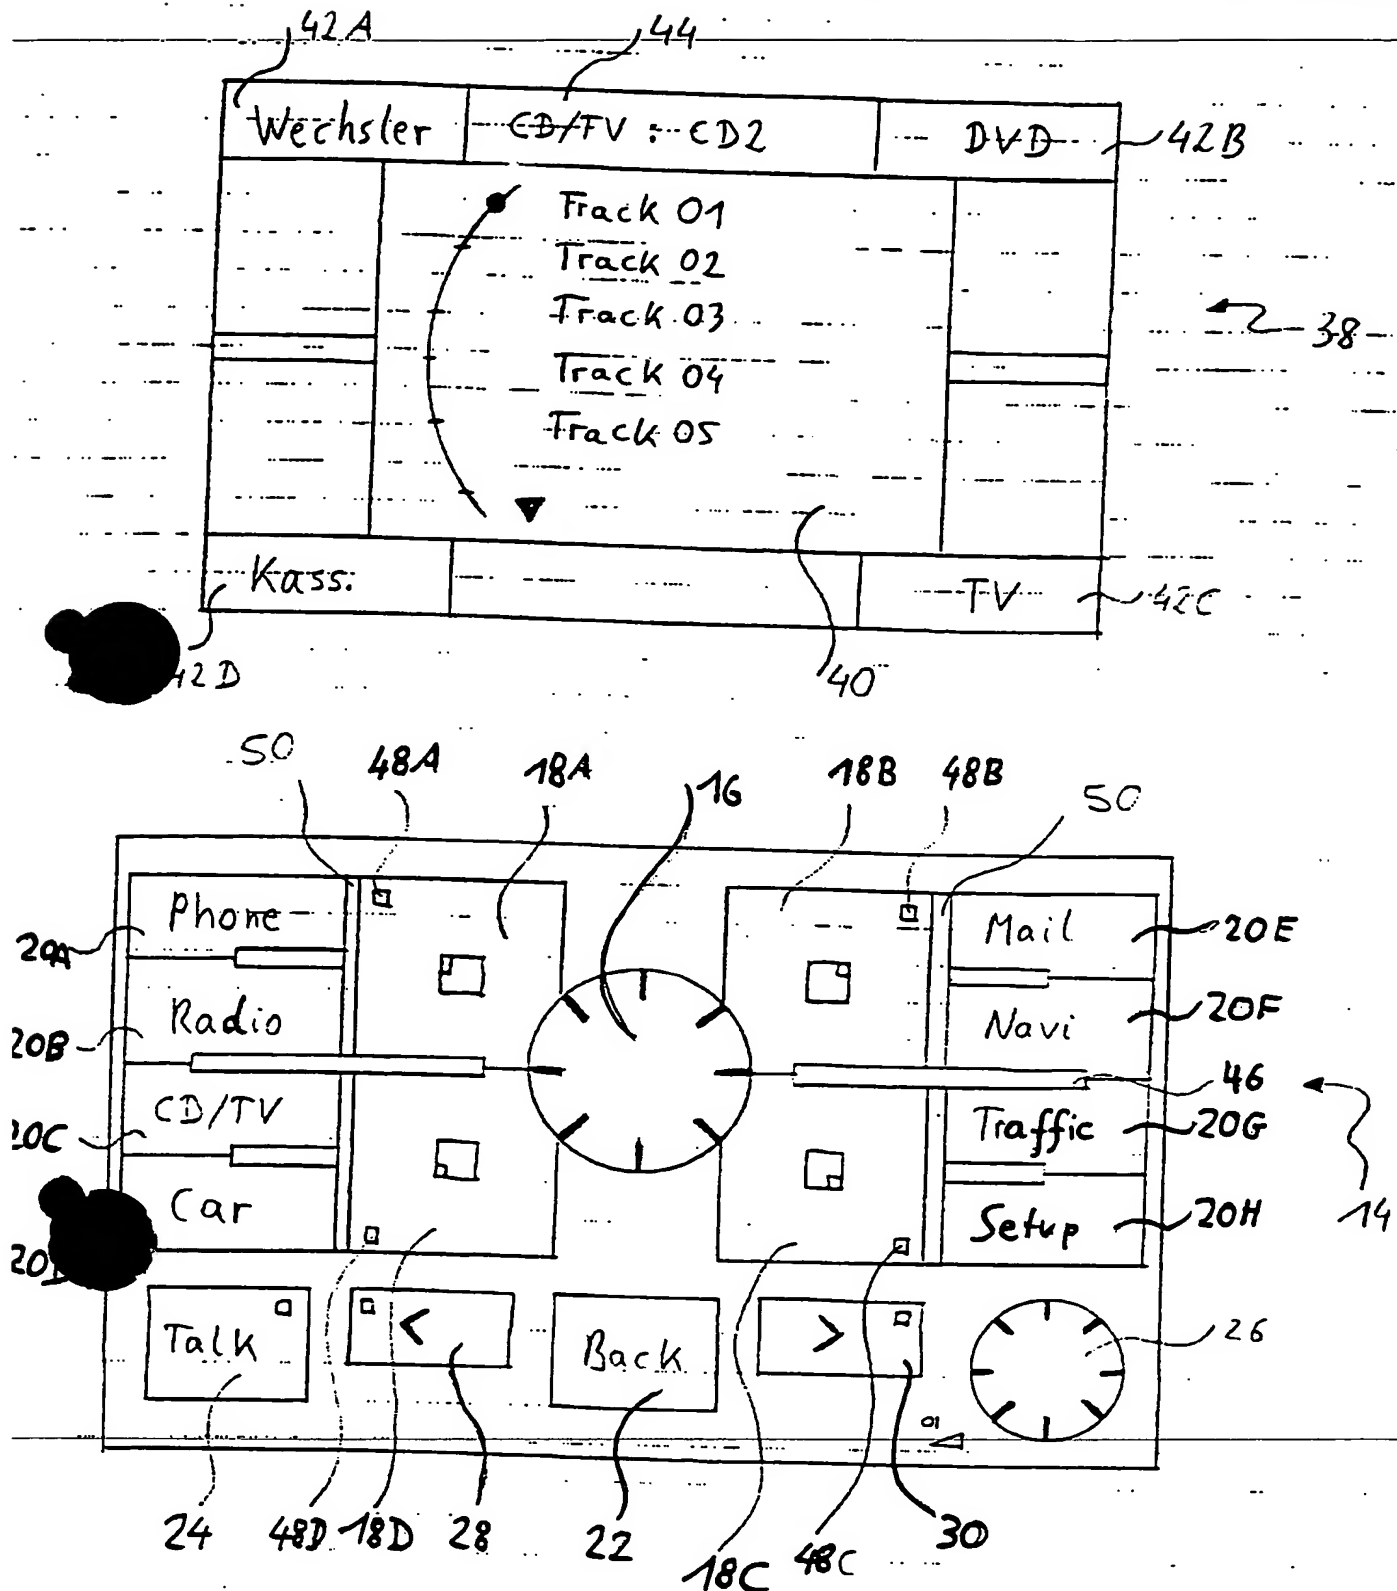 42A 44
Wechsler CD/TV : CD2 DVD 42B
Track 01
Track 02
Track 03
38
Track 04
Track 05
Kass. TV 42C
42D 40
50 48A 18A 16 18B 48B 50
Phone Mail 20E
20A
Radio Navi 20F
20B
46
CD/TV Traffic 20G
20C
Car Setup 20H 14
Talk < Back > 26
24 48D 18D 28 22 18C 48C 30